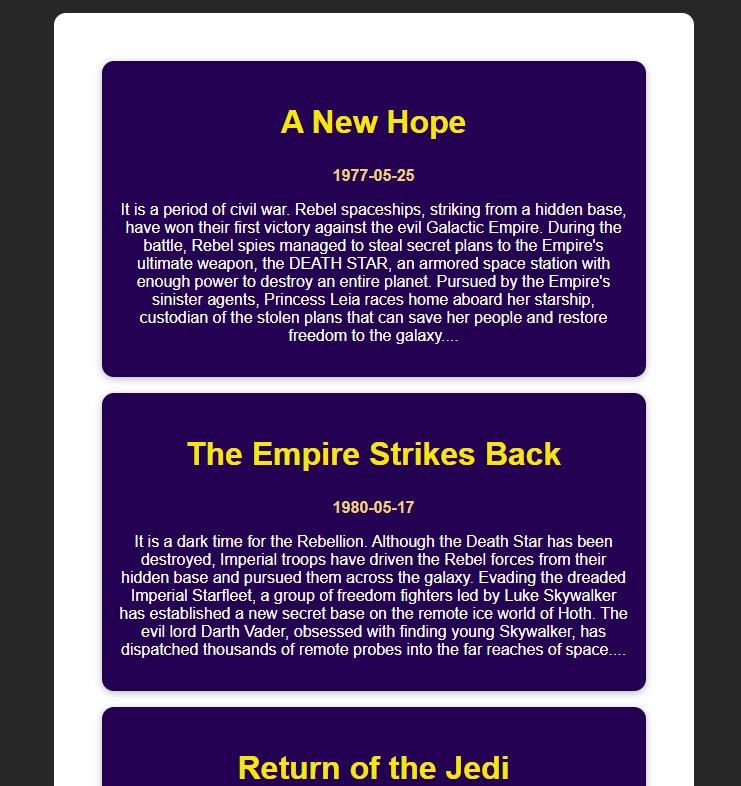 A New Hope
1977-05-25
It is a period of civil war. Rebel spaceships, striking from a hidden base,
have won their first victory against the evil Galactic Empire. During the
battle, Rebel spies managed to steal secret plans to the Empire's
ultimate weapon, the DEATH STAR, an armored space station with
enough power to destroy an entire planet. Pursued by the Empire's
sinister agents, Princess Leia races home aboard her starship,
custodian of the stolen plans that can save her people and restore
freedom to the galaxy....
The Empire Strikes Back
1980-05-17
It is a dark time for the Rebellion. Although the Death Star has been
destroyed, Imperial troops have driven the Rebel forces from their
hidden base and pursued them across the galaxy. Evading the dreaded
Imperial Starfleet, a group of freedom fighters led by Luke Skywalker
has established a new secret base on the remote ice world of Hoth. The
evil lord Darth Vader, obsessed with finding young Skywalker, has
dispatched thousands of remote probes into the far reaches of space....
Return of the Jedi